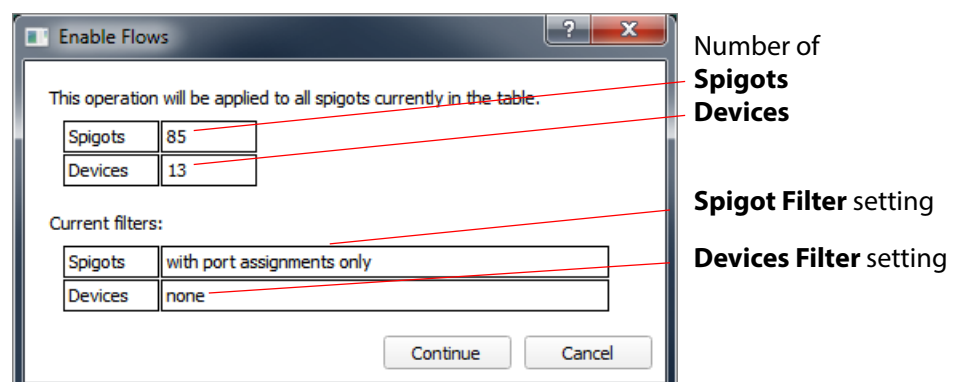 Enable Flows
?
x
This operation will be applied to all spigots currently in the table.
Spigots 85
Devices 13
Current filters:
Spigots with port assignments only
Devices none
Continue Cancel
Number of
Spigots
Devices
Spigot Filter setting
Devices Filter setting